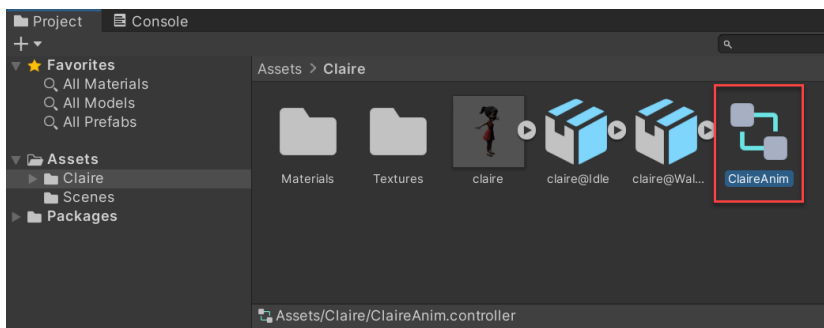 Project
Console
Favorites
All Materials
All Models
All Prefabs
Assets
Claire
Scenes
Packages
Assets > Claire
Materials
Textures
claire
claire@Idle
claire@Wal...
ClaireAnim
Assets/Claire/ClaireAnim.controller